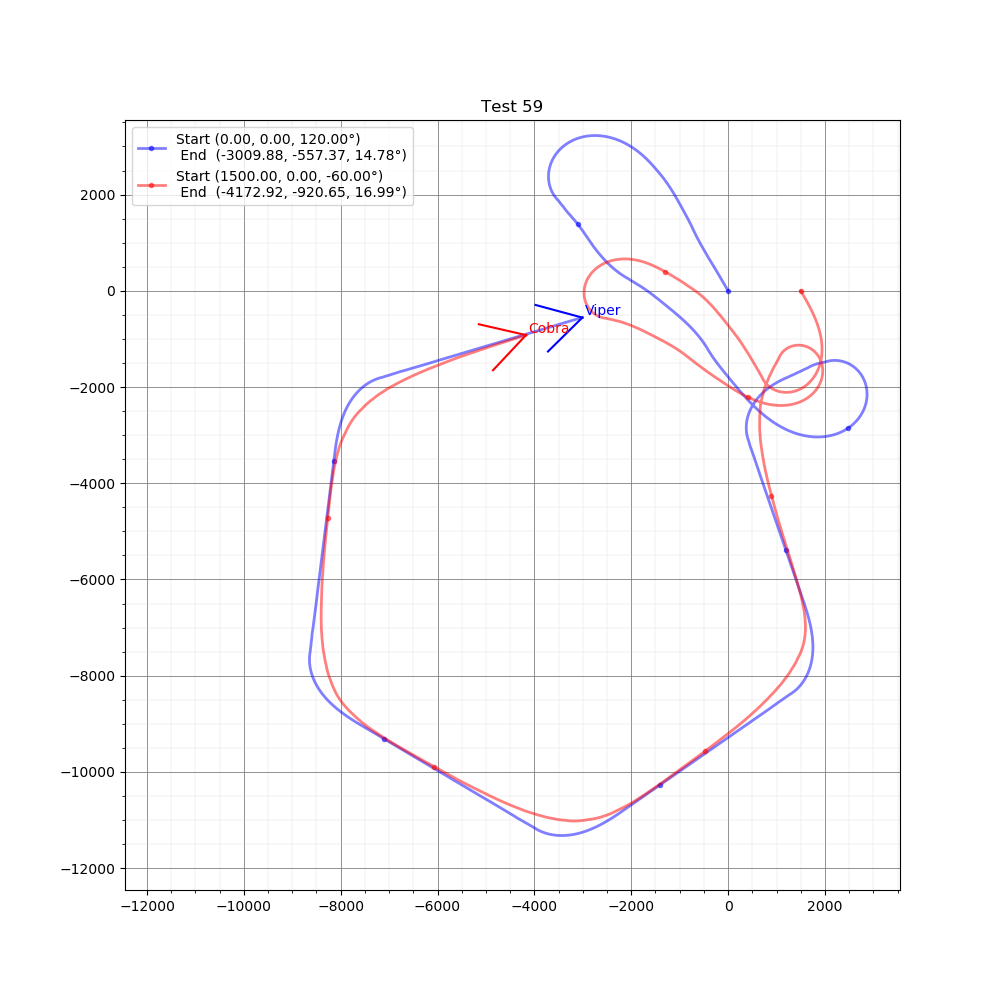 Test 59
Start (0.00, 0.00, 120.00°)
End (-3009.88, -557.37, 14.78°)
Start (1500.00, 0.00, -60.00°)
End (-4172.92, -920.65, 16.99°)
2000
0
−2000
−4000
−6000
−8000
−10000
−12000
Viper
Cobra
−12000 −10000 −8000 −6000 −4000 −2000 0 2000